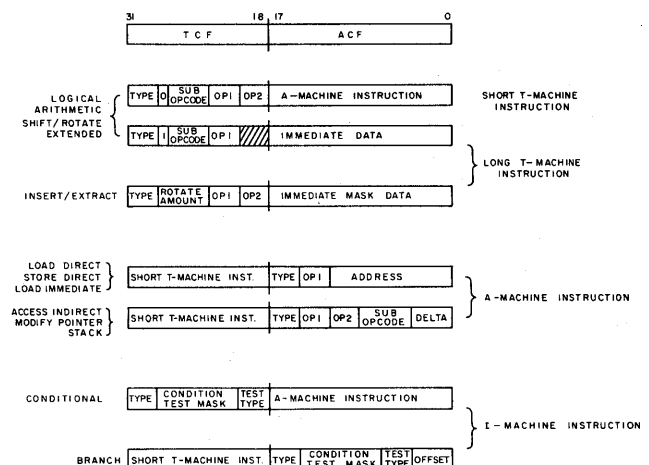 31 18 17 0
TCF ACF
LOGICAL
ARITHMETIC
SHIFT/ROTATE
EXTENDED
TYPE 0 SUB OPCODE OP1 OP2 A-MACHINE INSTRUCTION
SHORT T-MACHINE
INSTRUCTION
TYPE 1 SUB OPCODE OP1 IMMEDIATE DATA
LONG T-MACHINE
INSTRUCTION
INSERT/EXTRACT TYPE ROTATE AMOUNT OP1 OP2 IMMEDIATE MASK DATA
LOAD DIRECT
STORE DIRECT
LOAD IMMEDIATE
SHORT T-MACHINE INST. TYPE OP1 ADDRESS
A-MACHINE INSTRUCTION
ACCESS INDIRECT
MODIFY POINTER
STACK
SHORT T-MACHINE INST. TYPE OP1 OP2 SUB OPCODE DELTA
CONDITIONAL TYPE CONDITION TEST MASK TEST TYPE A-MACHINE INSTRUCTION
I-MACHINE INSTRUCTION
BRANCH SHORT T-MACHINE INST. TYPE CONDITION TEST MASK TEST TYPE OFFSET